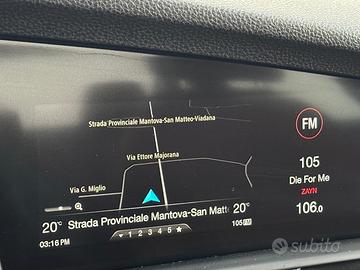 Strada Provinciale Mantova-San Matteo-Viadana
FM
Via Ettore Majorana
105
Die For Me
ZAYN
Via G. Miglio
20°
Strada Provinciale Mantova-San Matt
20°
106.0
03:16 PM
1 2 3 4 5
105 FM
subito